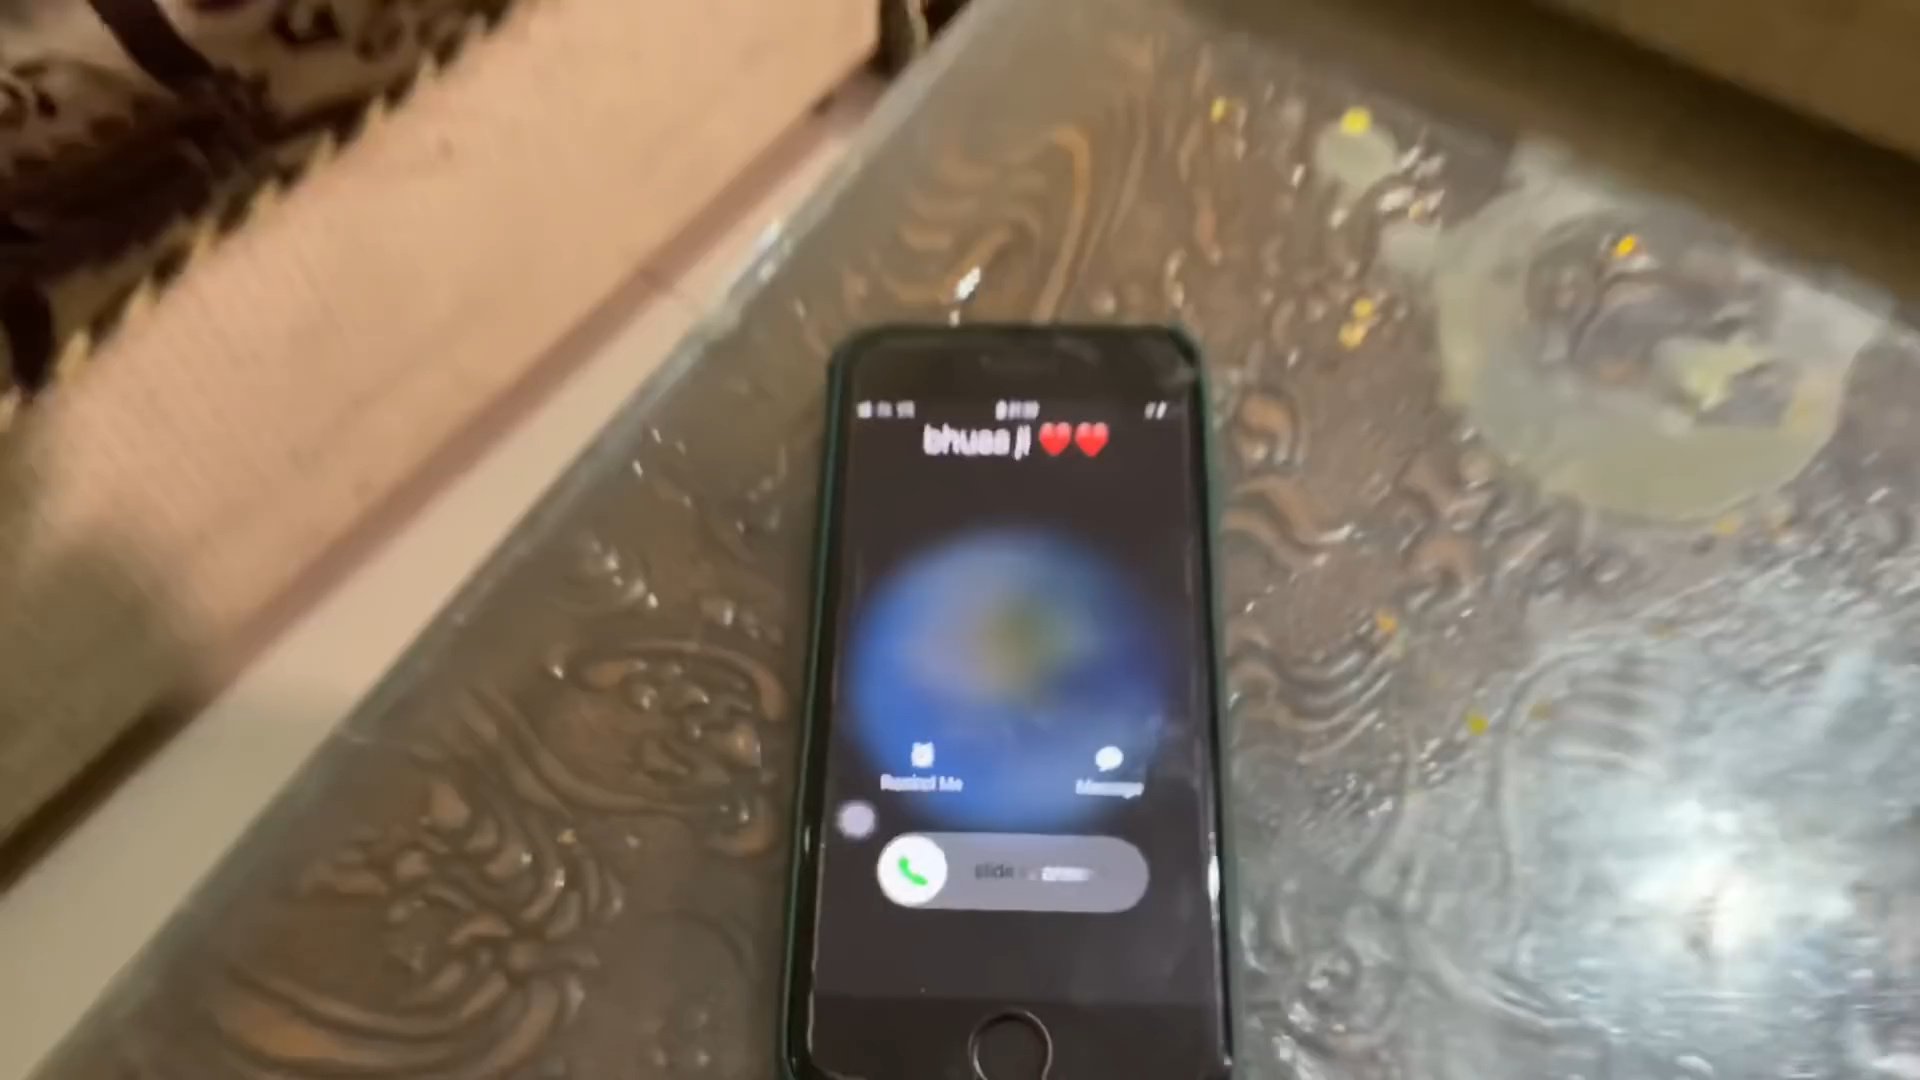 bhuaa ji ❤️❤️
Remind Me
Message
slide